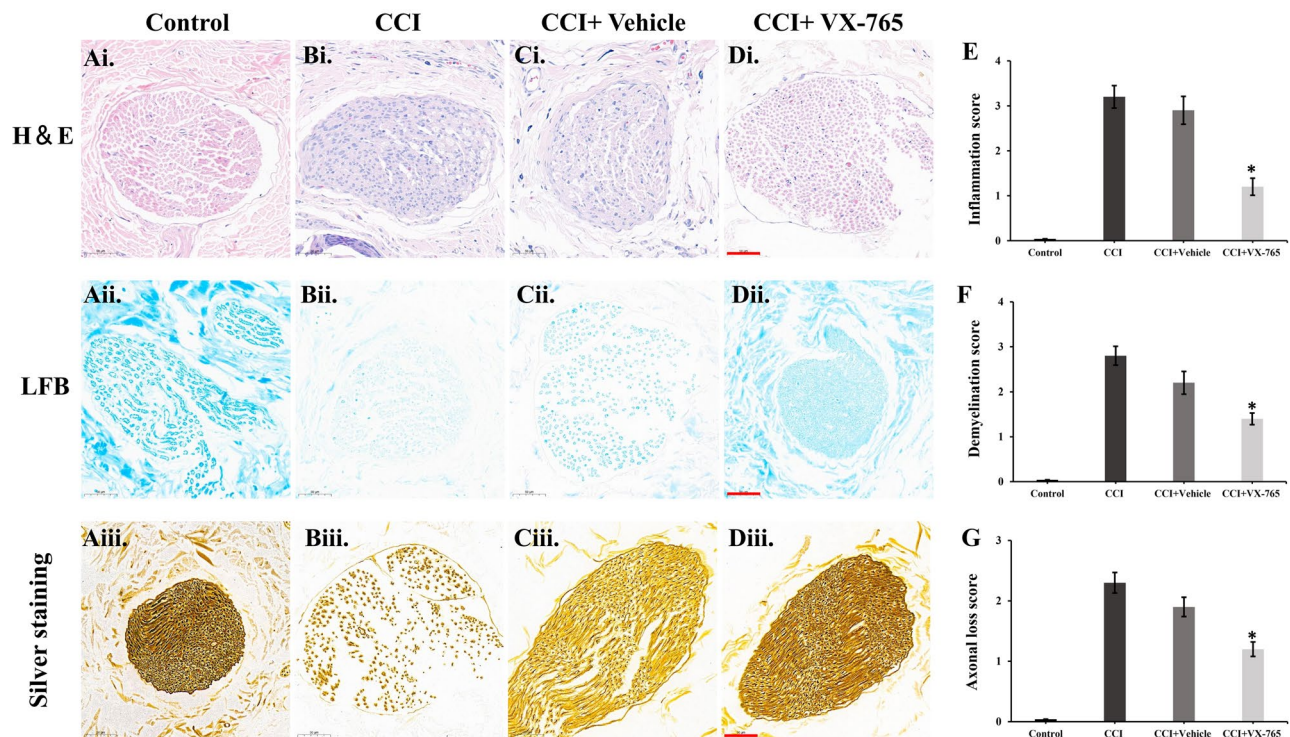 Control CCI CCI+ Vehicle CCI+ VX-765
H & E
Ai. Bi. Ci. Di.
LFB
Aii. Bii. Cii. Dii.
Silver staining
Aiii. Biii. Ciii. Diii.
E
Inflammation score
4
3
2
1
0
Control CCI CCI+Vehicle CCI+VX-765
*
F
Demyelination score
4
3
2
1
0
Control CCI CCI+Vehicle CCI+VX-765
*
G
Axonal loss score
3
2
1
0
Control CCI CCI+Vehicle CCI+VX-765
*